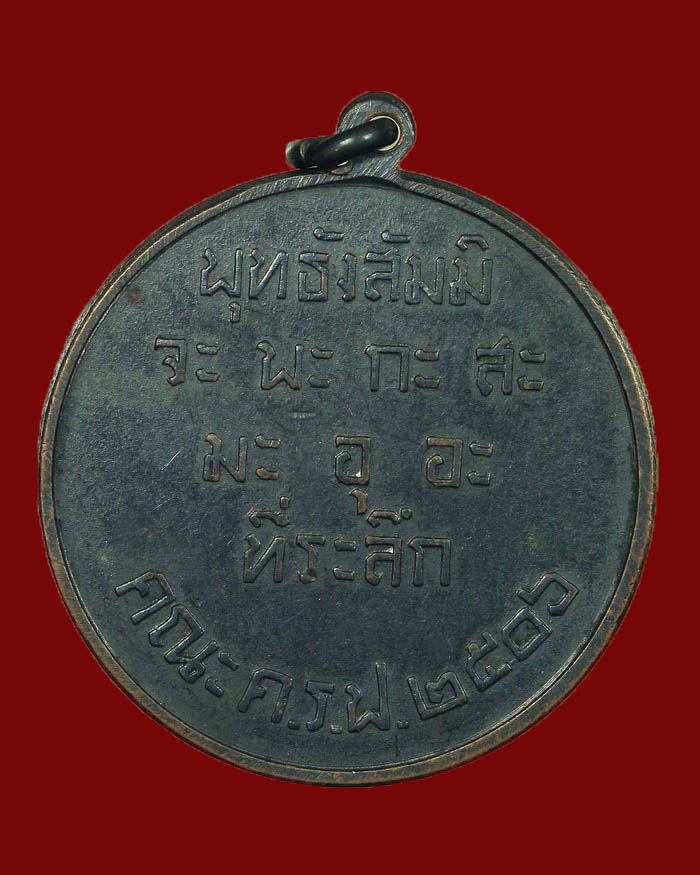 พุทธังสัมมิ
จะ พะ กะ สะ
มะ อุ อะ
ที่ระลึก
คณะ ค.ร.ฝ. ๒๕๐๖